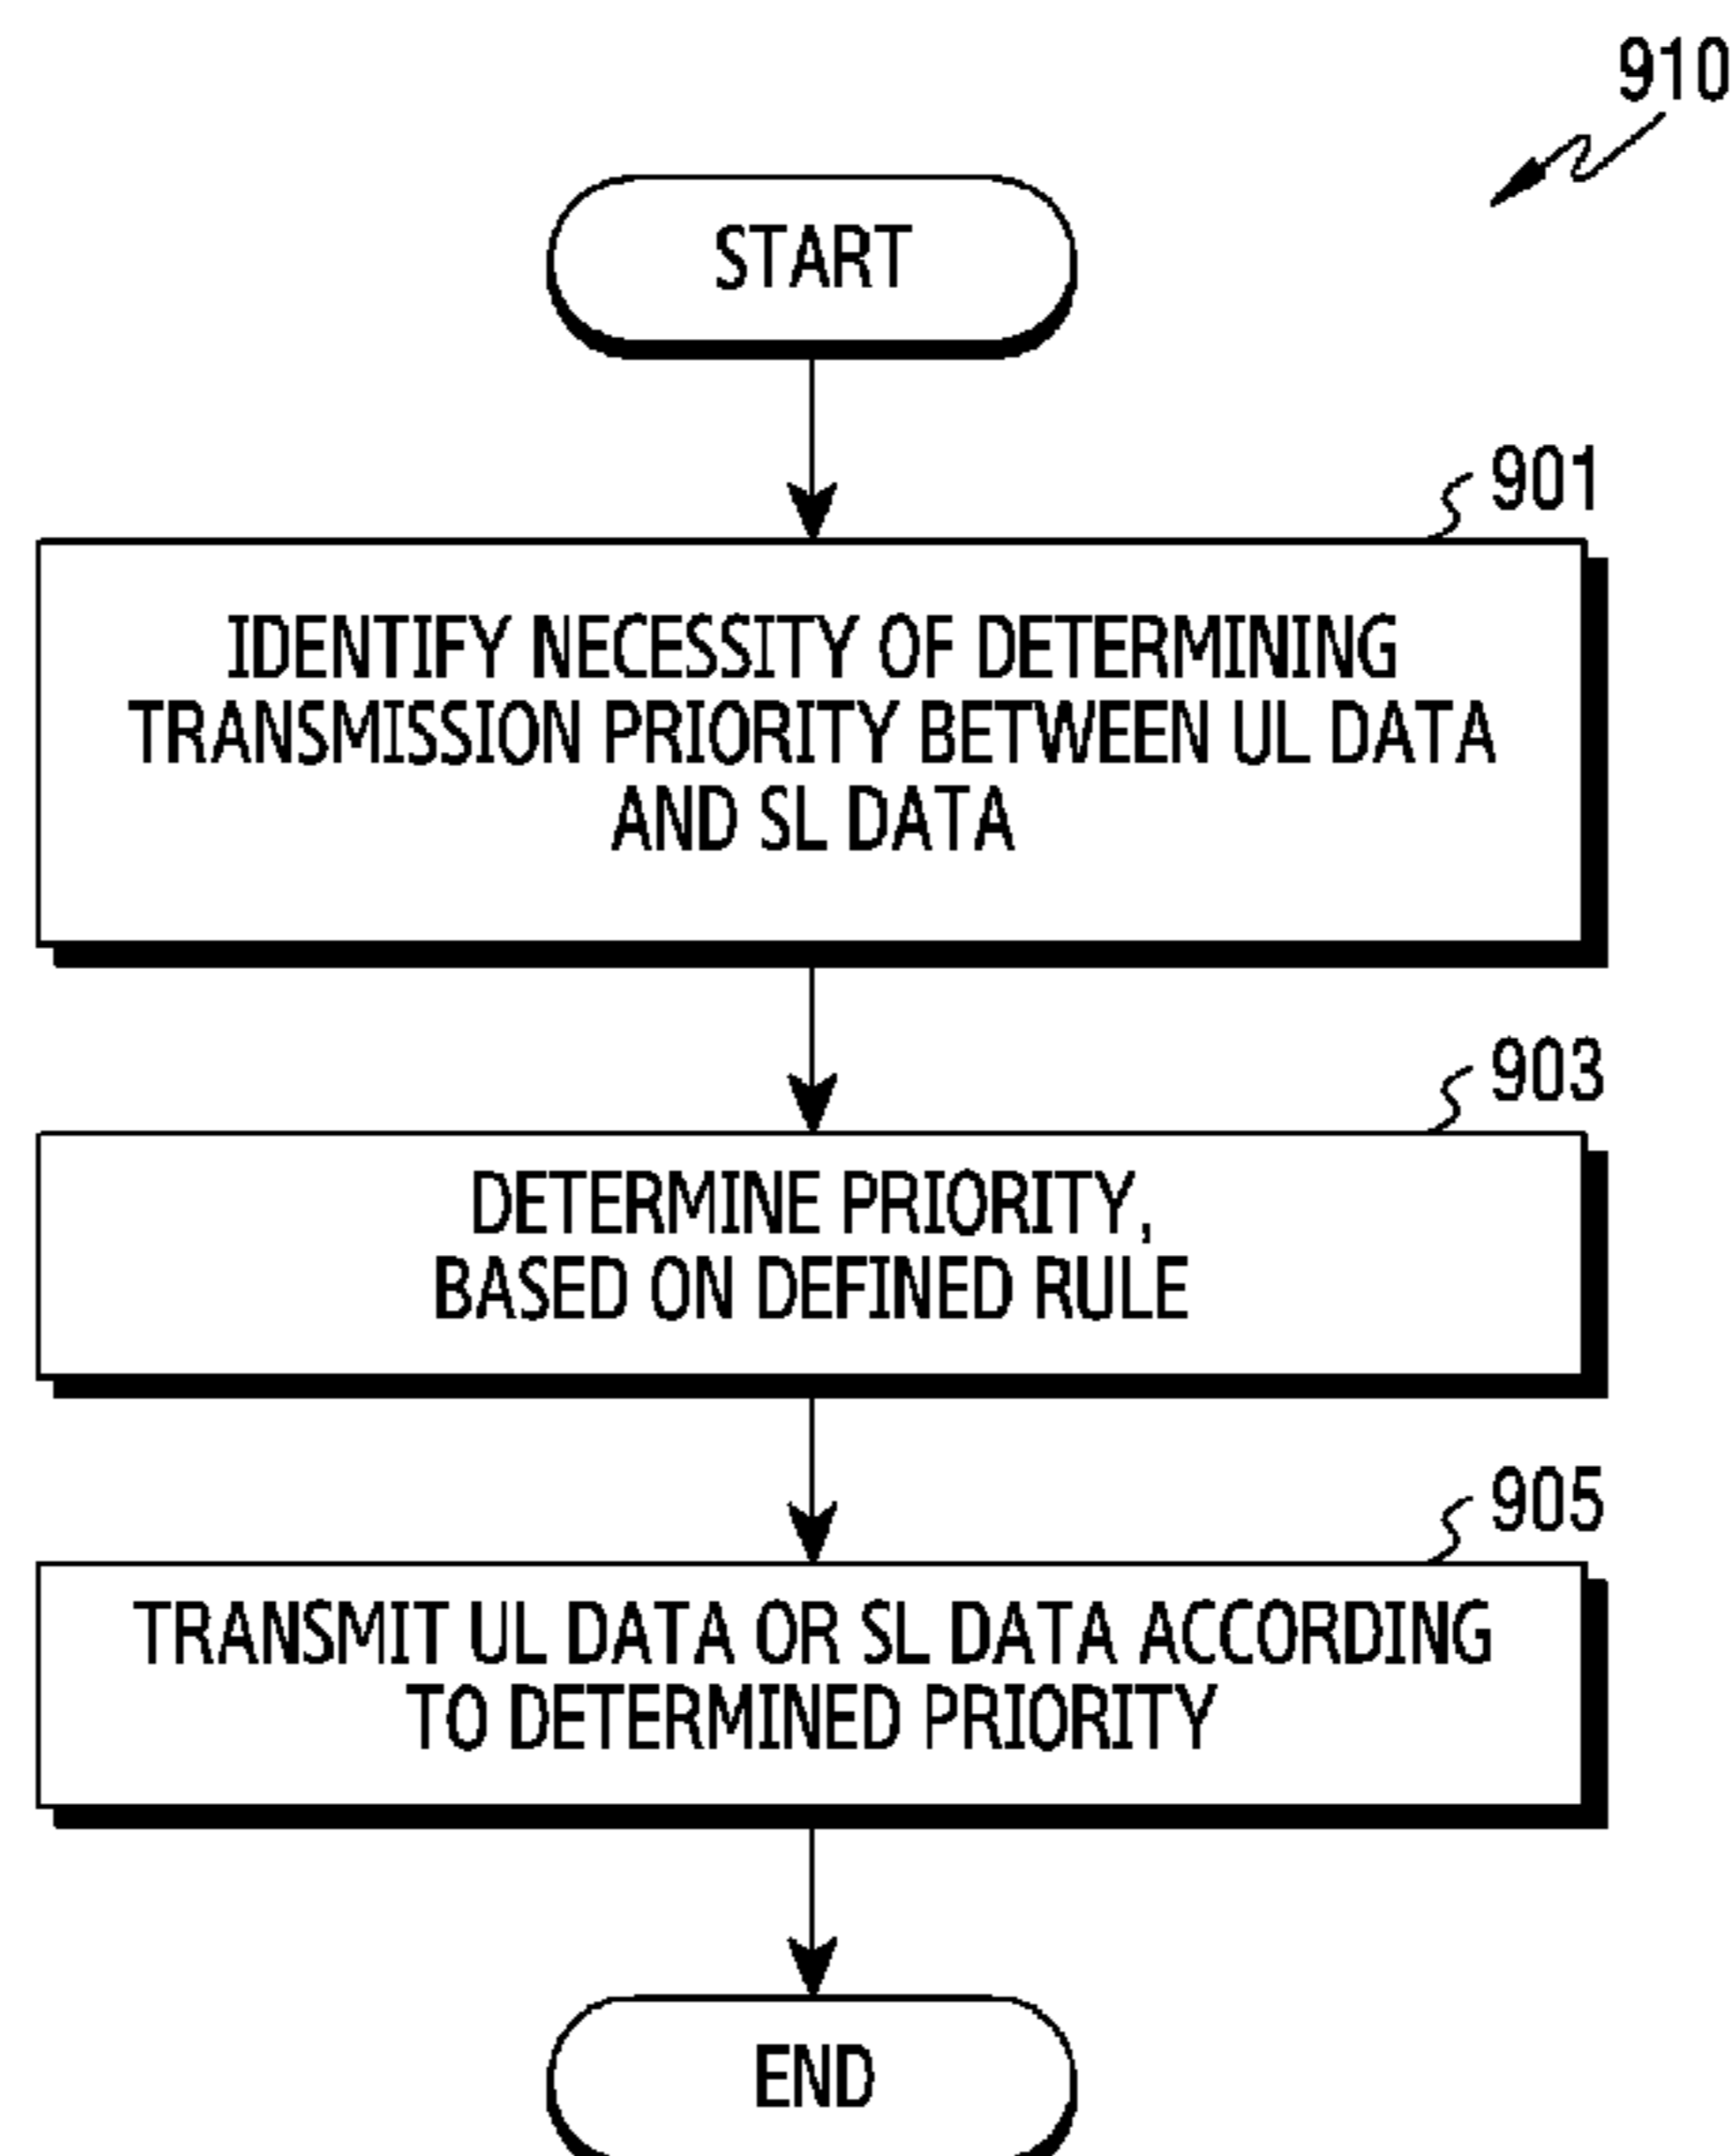 910
START
901
IDENTIFY NECESSITY OF DETERMINING
TRANSMISSION PRIORITY BETWEEN UL DATA
AND SL DATA
903
DETERMINE PRIORITY,
BASED ON DEFINED RULE
905
TRANSMIT UL DATA OR SL DATA ACCORDING
TO DETERMINED PRIORITY
END